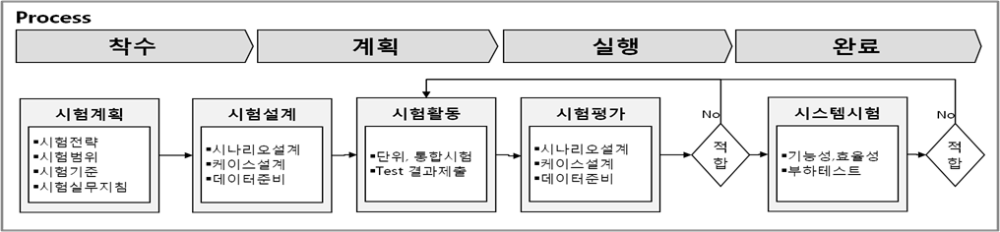 Process
착수
계획
실행
완료
시험계획
▪시험전략
▪시험범위
▪시험기준
▪시험실무지침
시험설계
▪시나리오설계
▪케이스설계
▪데이터준비
시험활동
▪단위, 통합시험
▪Test 결과제출
시험평가
▪시나리오설계
▪케이스설계
▪데이터준비
No
적
합
시스템시험
▪기능성,효율성
▪부하테스트
No
적
합